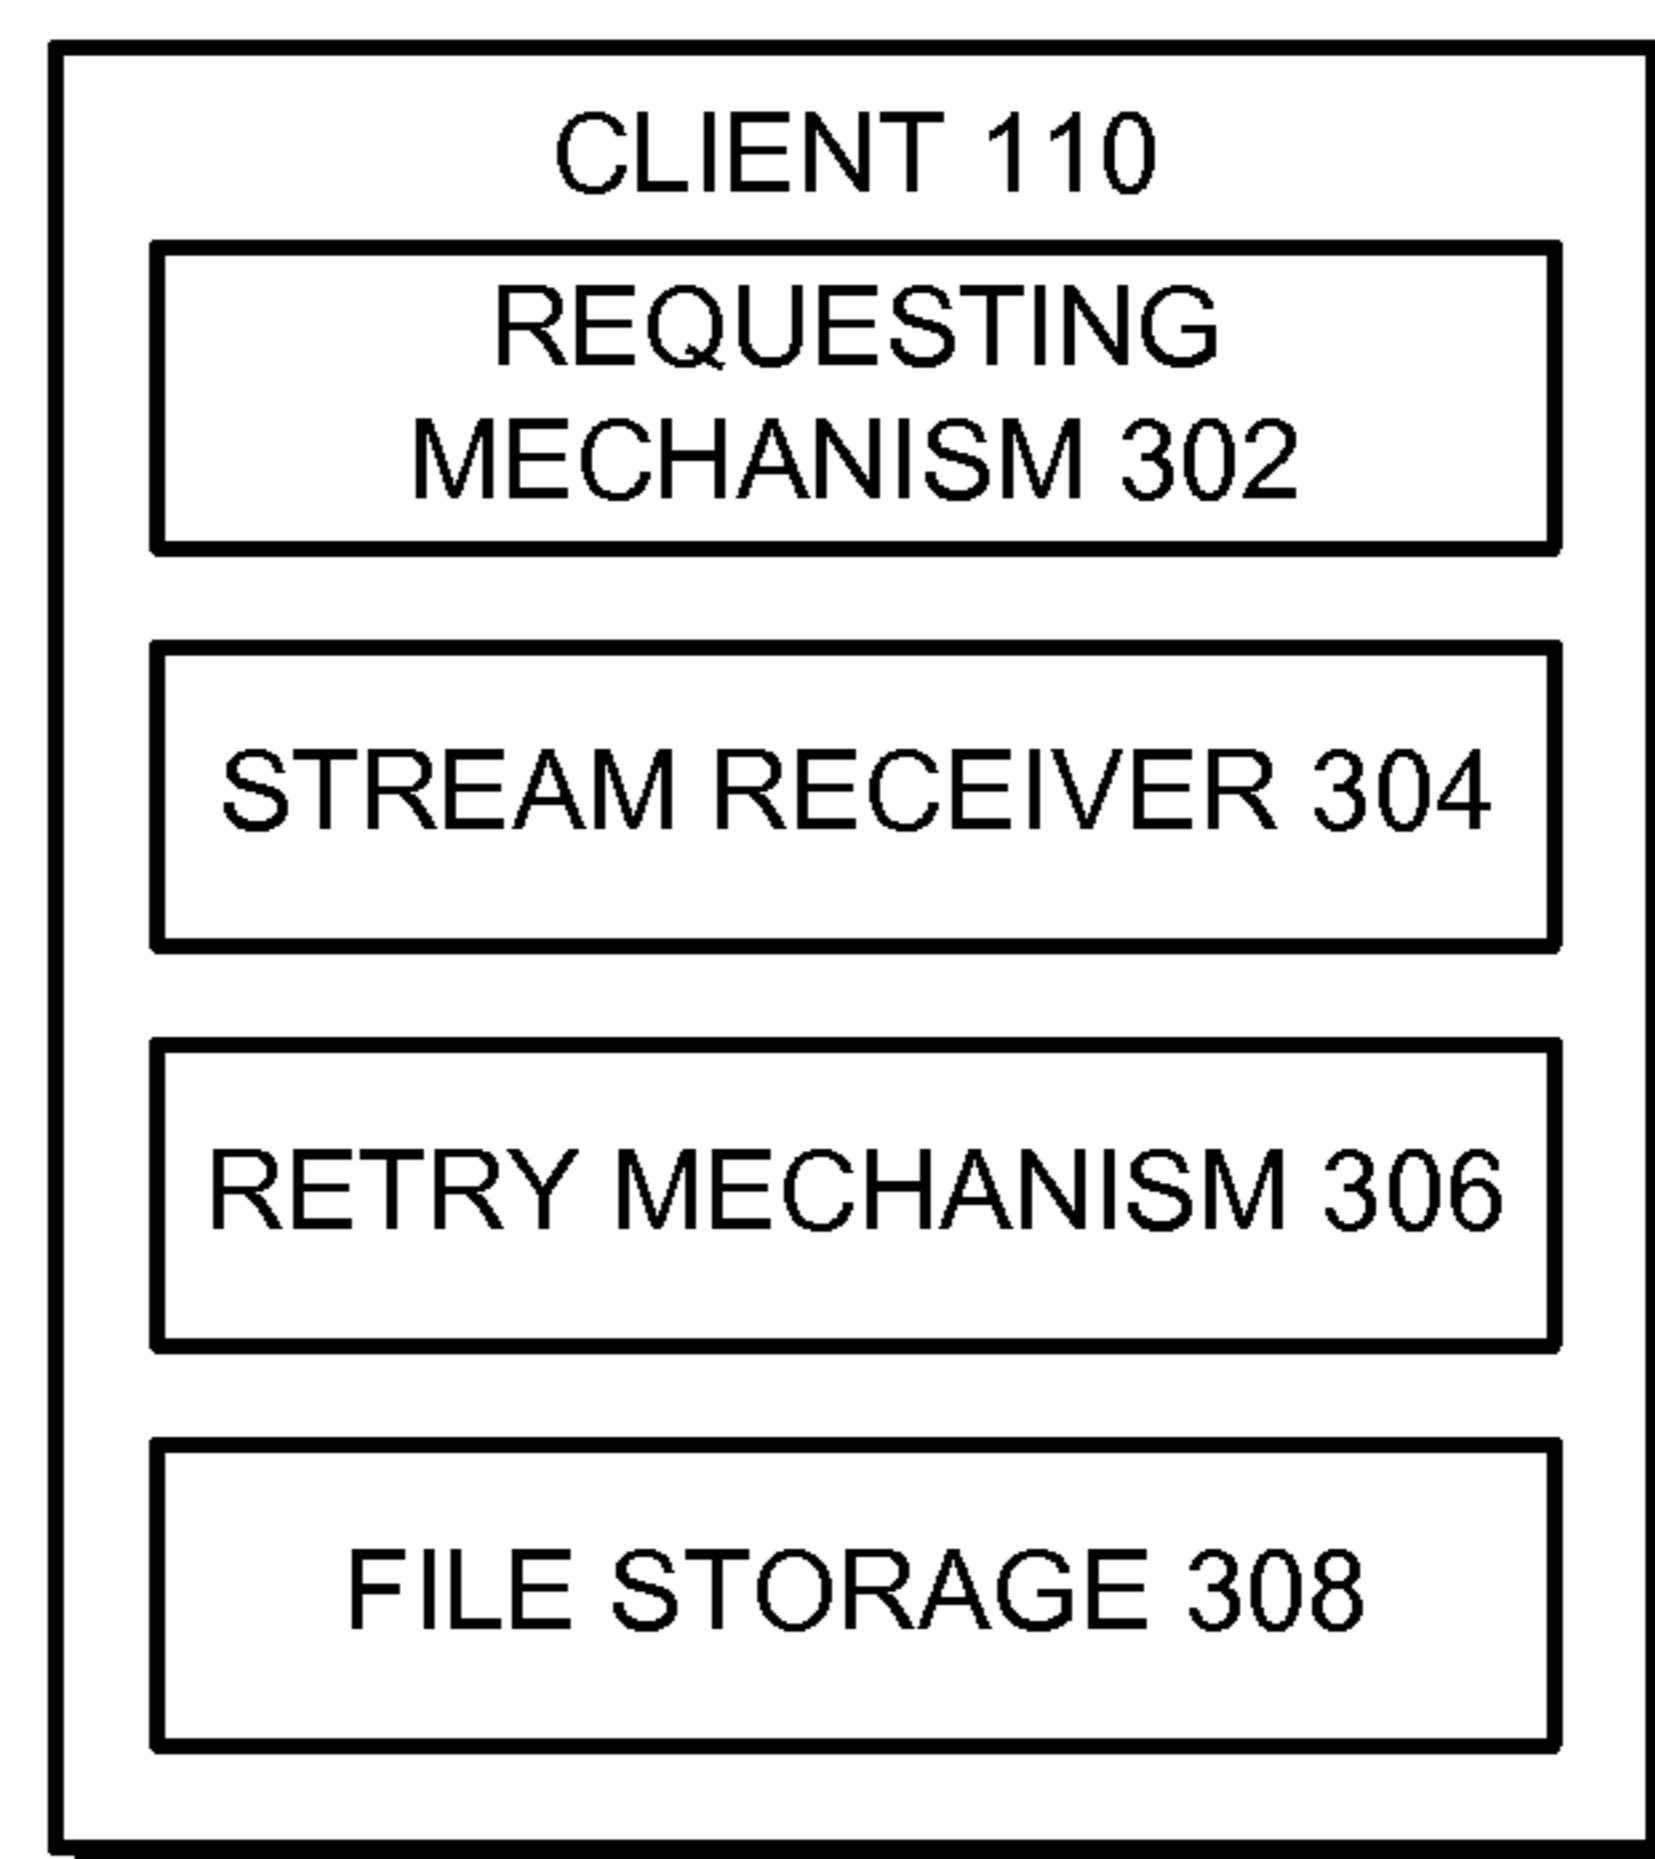 CLIENT 110
REQUESTING
MECHANISM 302
STREAM RECEIVER 304
RETRY MECHANISM 306
FILE STORAGE 308